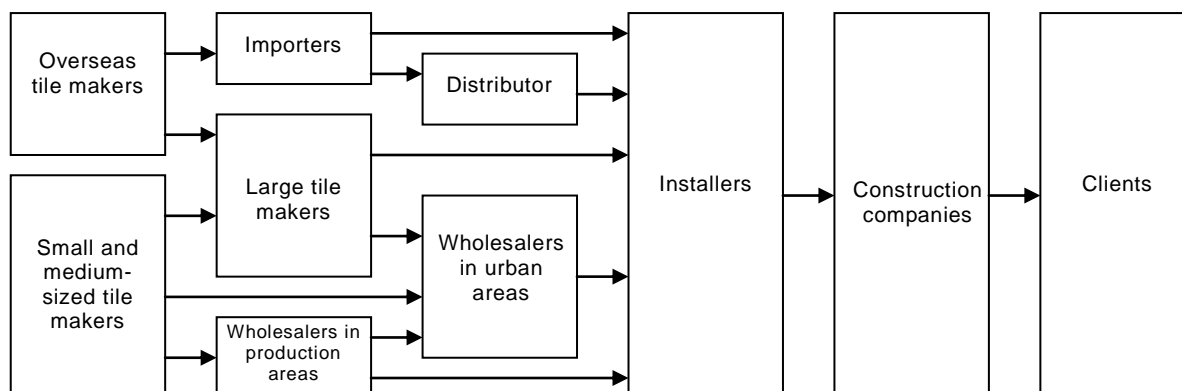 Overseas
tile makers
Small and
medium-
sized tile
makers
Importers
Large tile
makers
Wholesalers in
production
areas
Distributor
Wholesalers
in urban
areas
Installers
Construction
companies
Clients